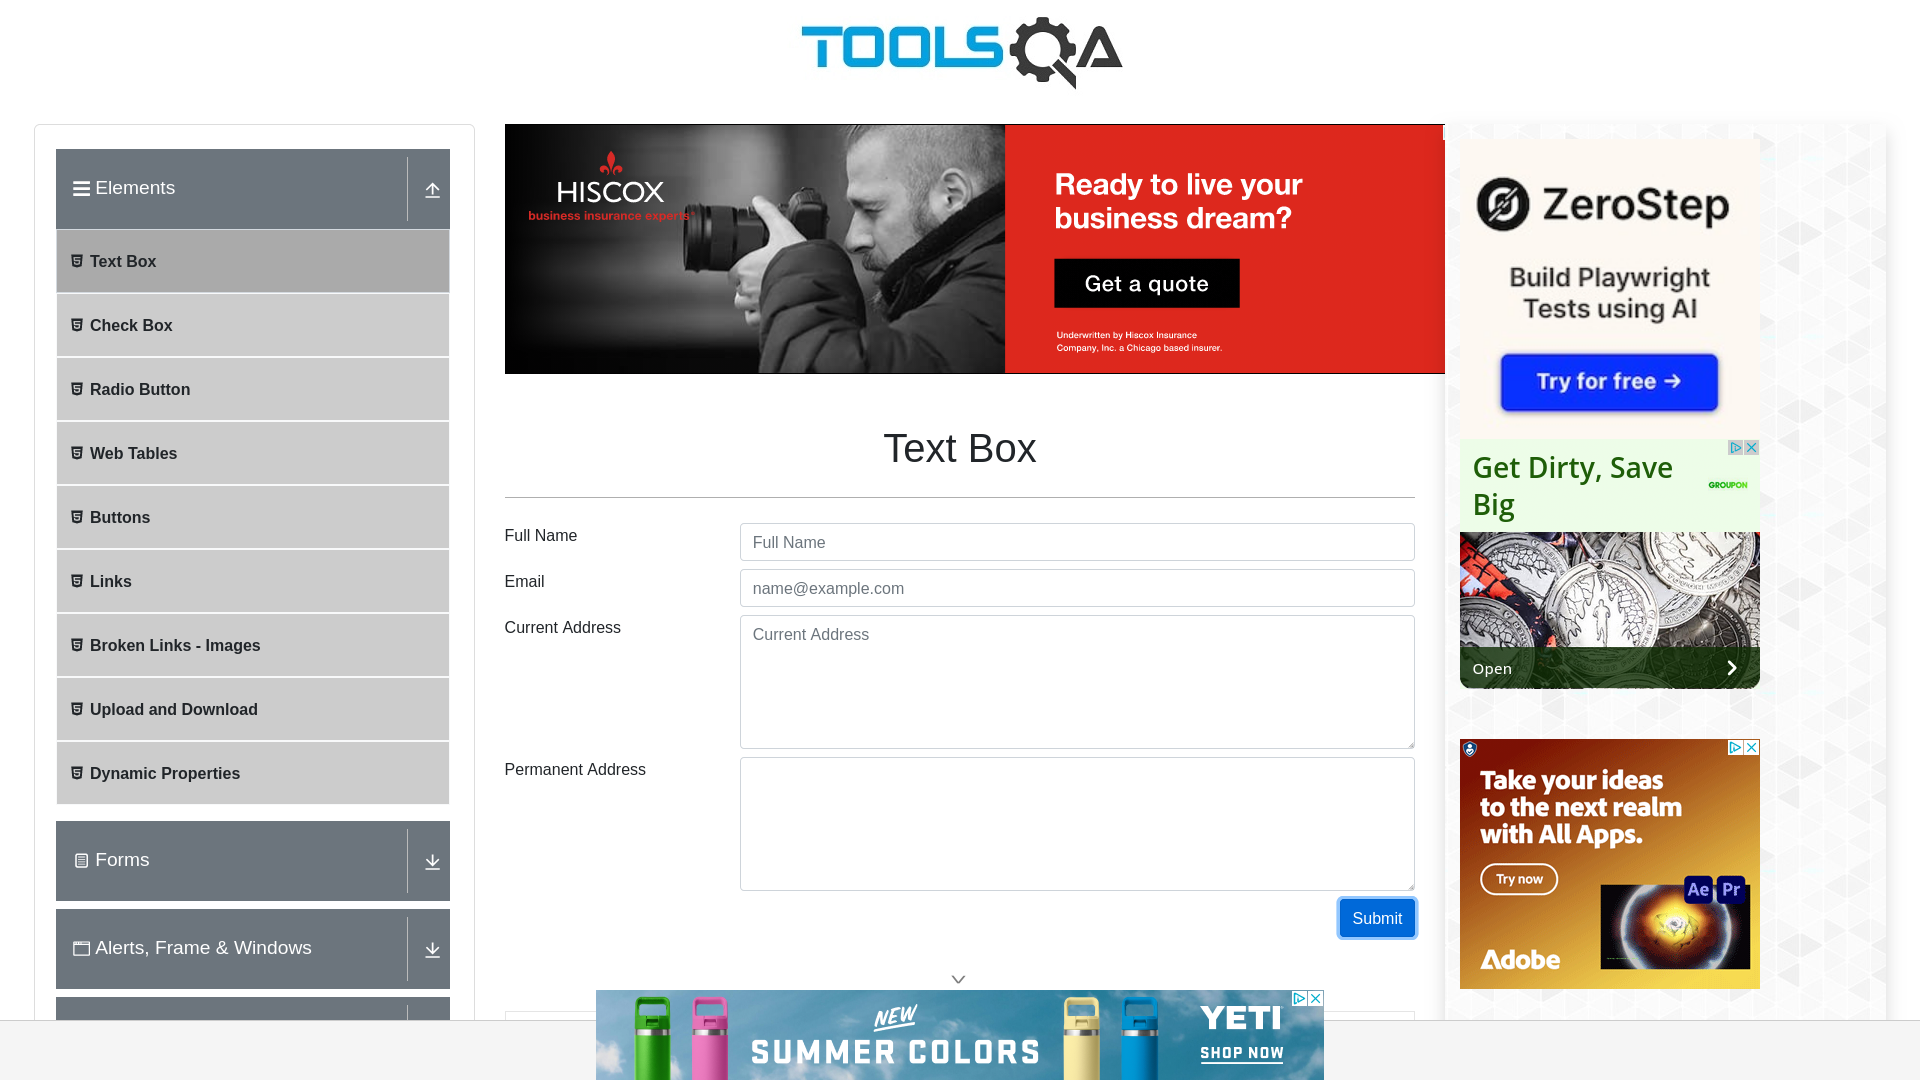 TOOLSQA
Elements
Text Box
Check Box
Radio Button
Web Tables
Buttons
Links
Broken Links - Images
Upload and Download
Dynamic Properties
Forms
Alerts, Frame & Windows
HISCOX
business insurance experts
Ready to live your
business dream?
Get a quote
Underwritten by Hiscox Insurance
Company, Inc. a Chicago based insurer.
Text Box
Full Name
Full Name
Email
name@example.com
Current Address
Current Address
Permanent Address
Submit
ZeroStep
Build Playwright
Tests using AI
Try for free →
Get Dirty, Save
Big
GROUPON
Open
Take your ideas
to the next realm
with All Apps.
Try now
Ae Pr
Adobe
NEW
SUMMER COLORS
YETI
SHOP NOW